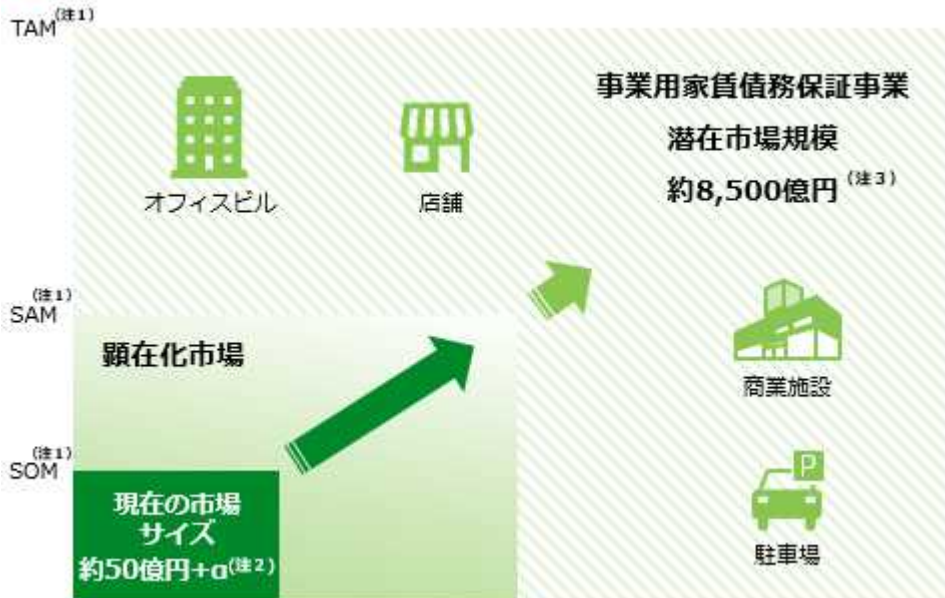 TAM(注1)
事業用家賃債務保証事業
潜在市場規模
約8,500億円(注3)
オフィスビル
店舗
SAM(注1)
顕在化市場
商業施設
SOM(注1)
現在の市場
サイズ
約50億円+α(注2)
P
駐車場